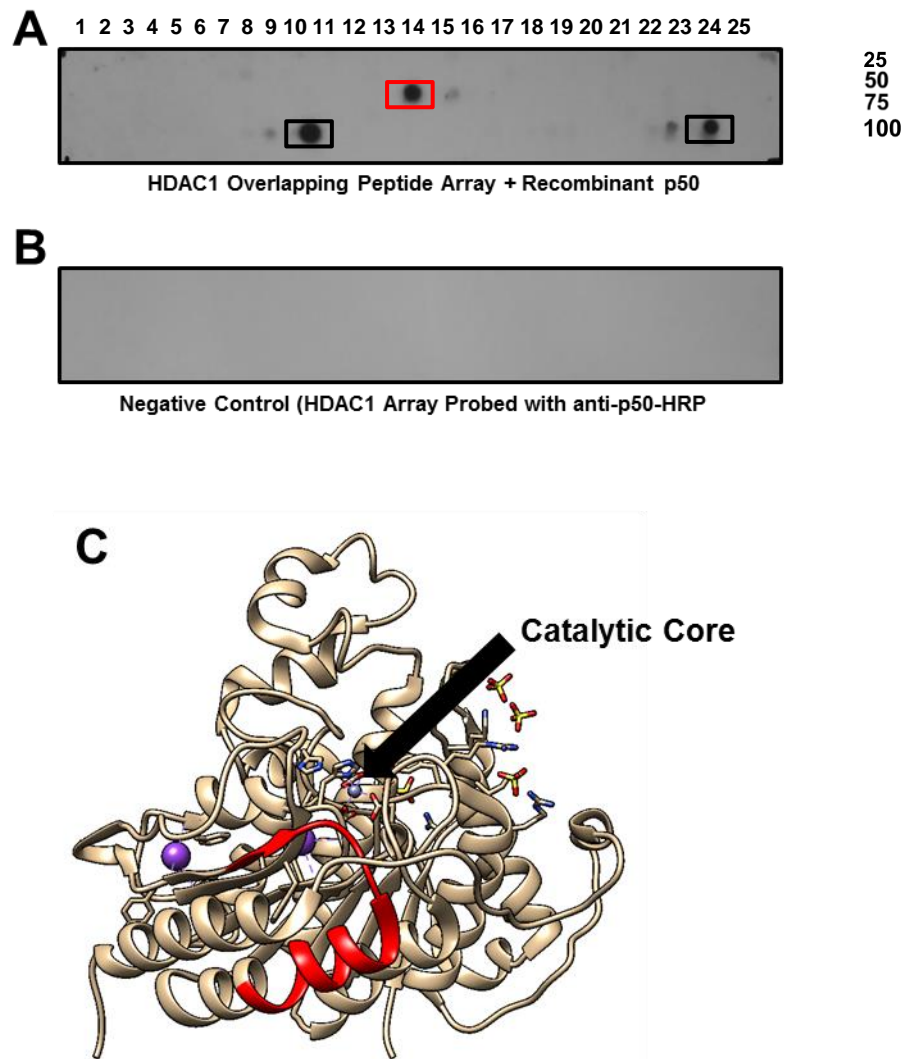 A
1 2 3 4 5 6 7 8 9 10 11 12 13 14 15 16 17 18 19 20 21 22 23 24 25
25
50
75
100
HDAC1 Overlapping Peptide Array + Recombinant p50
B
Negative Control (HDAC1 Array Probed with anti-p50-HRP
C
Catalytic Core